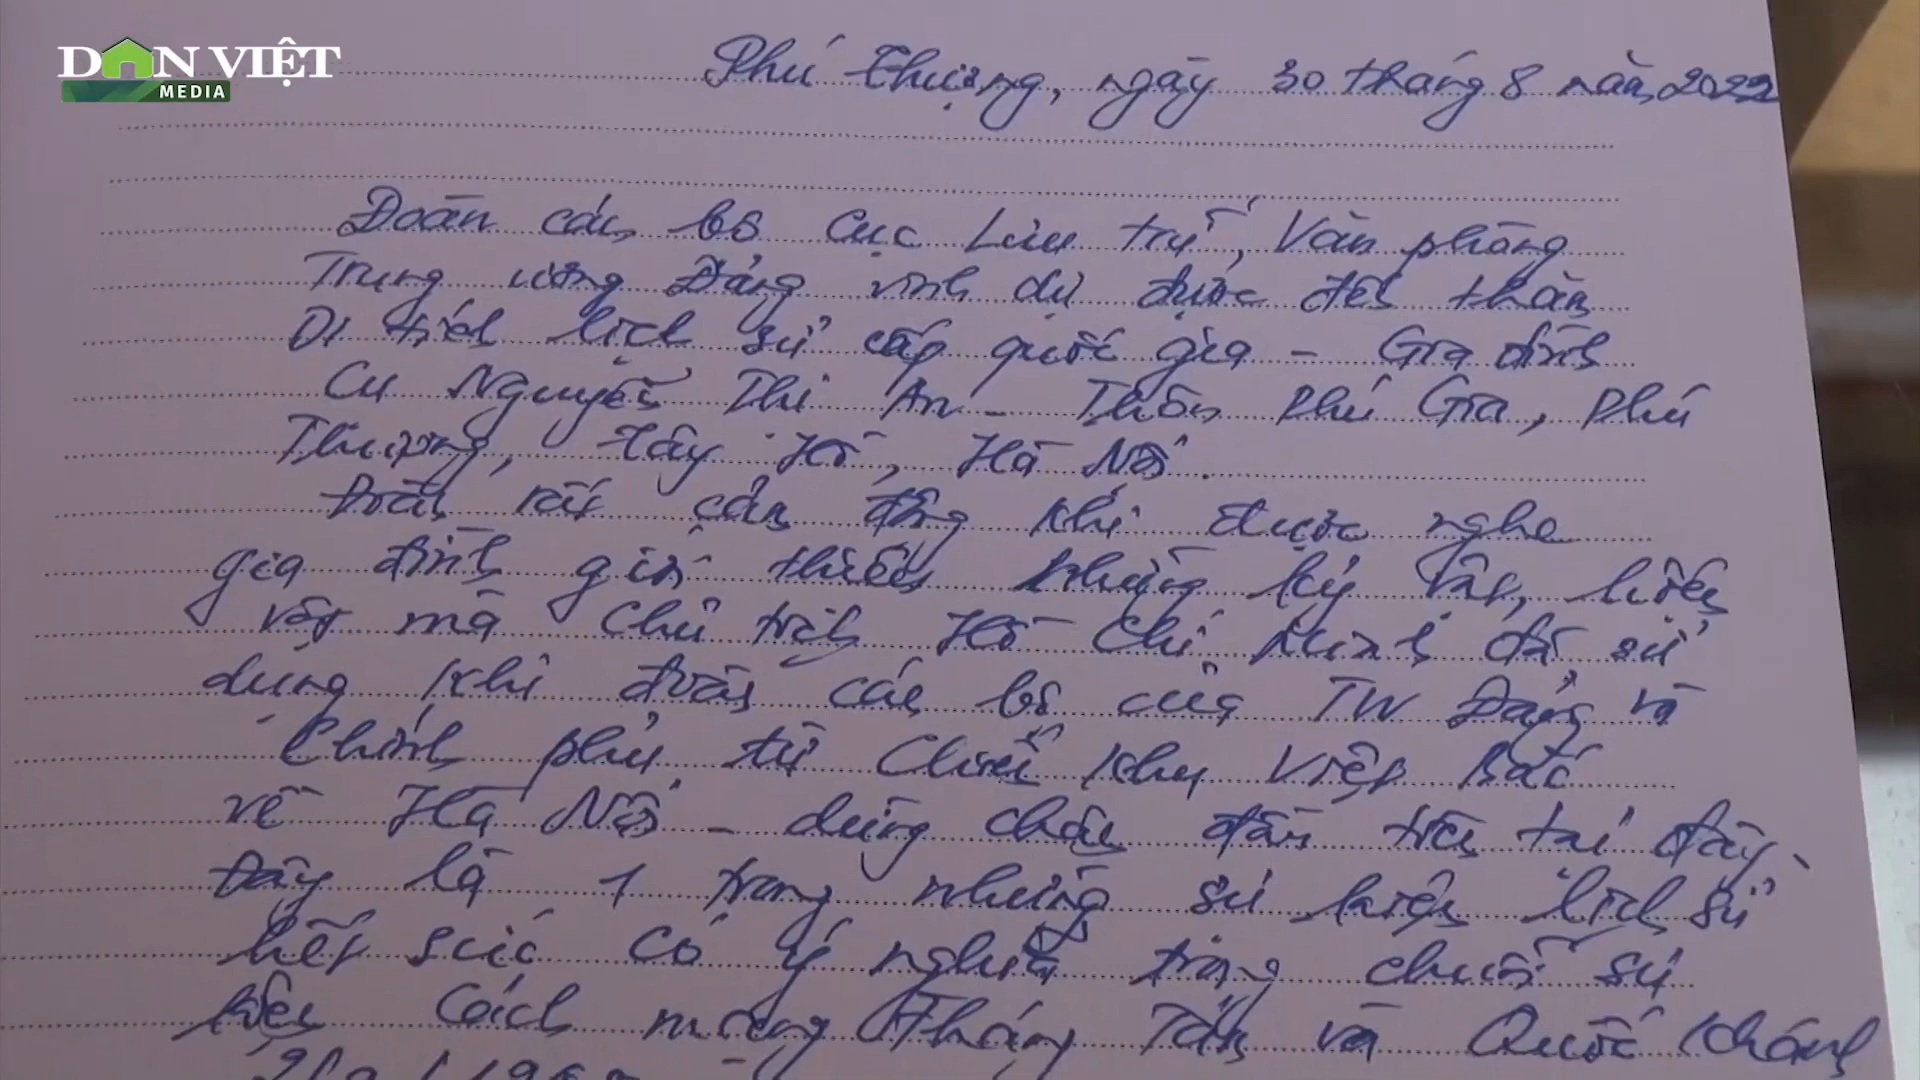 DÂN VIỆT
MEDIA
Phú Thượng, ngày 30 tháng 8 năm 2022
Đoàn cán bộ Cục Lưu trữ, Văn phòng
Trung ương Đảng vinh dự được đến thăm
Di tích lịch sử cấp quốc gia - Gia đình
Cụ Nguyễn Thị An - Thôn Phú Gia, Phú
Thượng, Tây Hồ, Hà Nội.
Đoàn rất cảm động khi được nghe
gia đình giới thiệu những kỷ vật, hiện
vật mà Chủ tịch Hồ Chí Minh đã sử
dụng khi đoàn cán bộ của TW Đảng và
Chính phủ từ Chiến khu Việt Bắc
về Hà Nội - dừng chân đầu tiên tại đây.
Đây là 1 trong những sự kiện lịch sử
hết sức có ý nghĩa trong chuỗi sự
kiện Cách mạng Tháng Tám và Quốc khánh